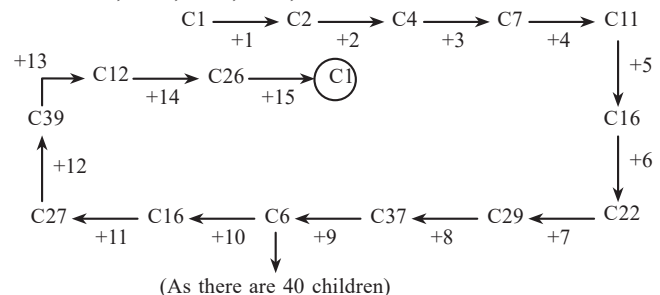 C1 C2 C4 C7 C11
+1 +2 +3 +4
+13 C12 C26 C1
+14 +15
+5
C39 C16
+12 +6
C27 C16 C6 C37 C29 C22
+11 +10 +9 +8 +7
(As there are 40 children)